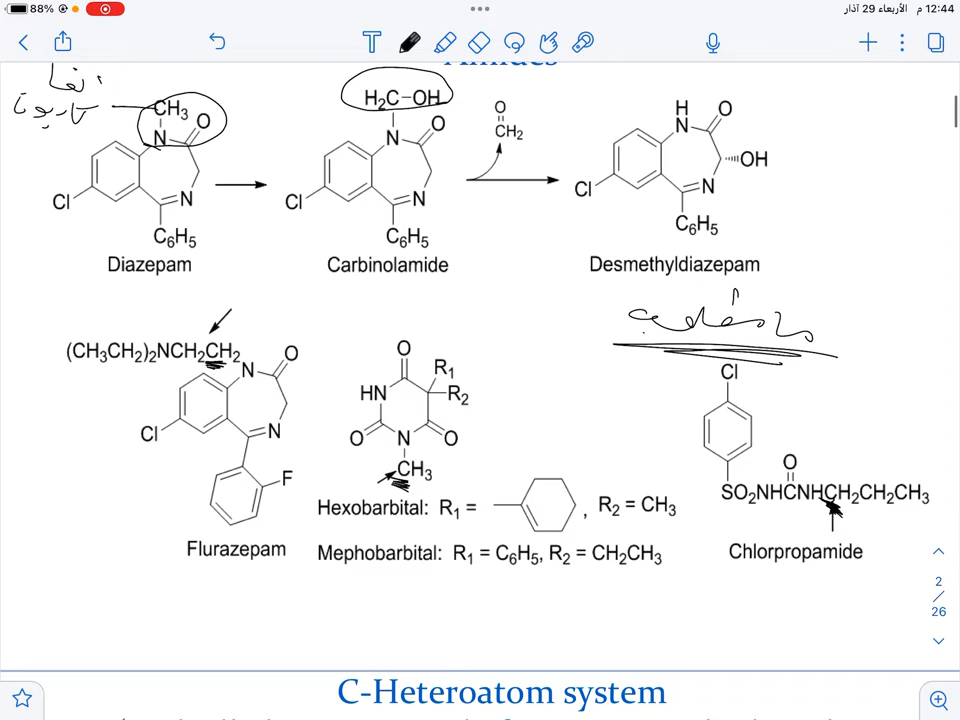 88%
12:44 م الأربعاء 29 آذار
Amides
CH3
N
O
Cl
N
C6H5
Diazepam
H2C-OH
N
O
Cl
N
C6H5
Carbinolamide
O
CH2
H
N
O
OH
Cl
N
C6H5
Desmethyldiazepam
(CH3CH2)2NCH2CH2
N
O
Cl
N
F
Flurazepam
O
R1
HN
R2
O
N
O
CH3
Hexobarbital: R1 = , R2 = CH3
Mephobarbital: R1 = C6H5, R2 = CH2CH3
Cl
O
SO2NHCNHCH2CH2CH3
Chlorpropamide
2
/
26
C-Heteroatom system